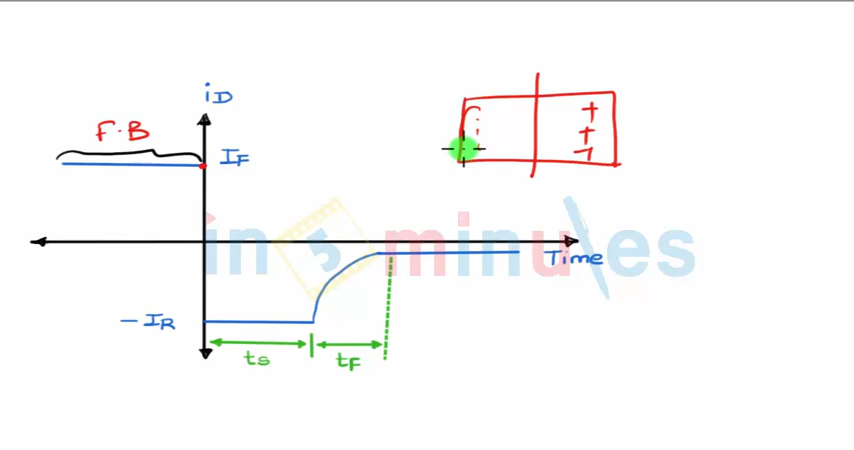 iD
F.B
IF
+
+
in 5 minutes
Time
-IR
ts
tF